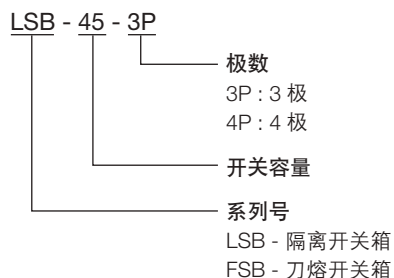 LSB - 45 - 3P
极数
3P : 3 极
4P : 4 极
开关容量
系列号
LSB - 隔离开关箱
FSB - 刀熔开关箱